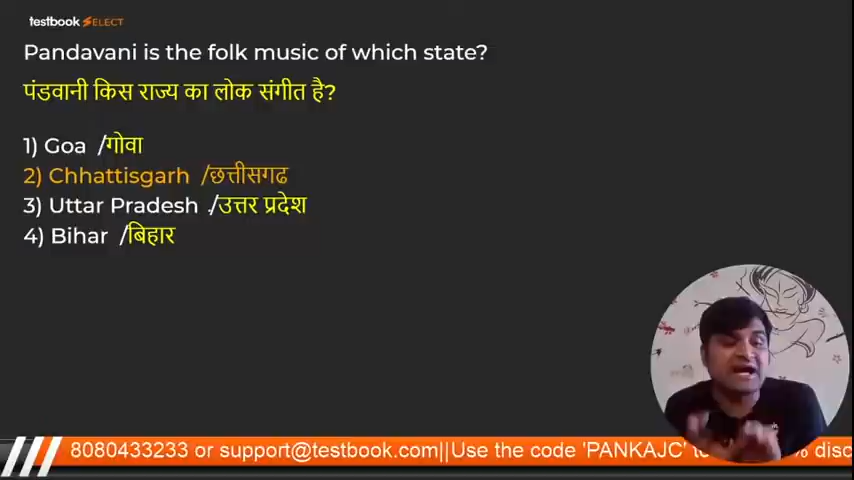 testbook SELECT
Pandavani is the folk music of which state?
पंडवानी किस राज्य का लोक संगीत है?
1) Goa /गोवा
2) Chhattisgarh /छत्तीसगढ
3) Uttar Pradesh ./उत्तर प्रदेश
4) Bihar /बिहार
8080433233 or support@testbook.com||Use the code 'PANKAJC' % disc